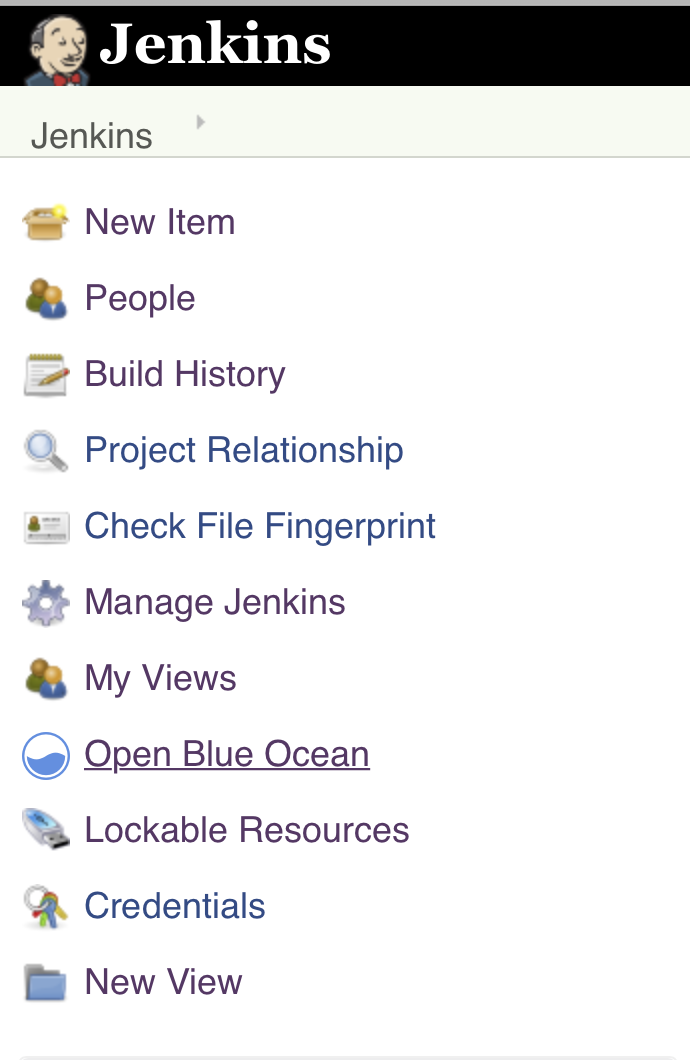 Jenkins
Jenkins
New Item
People
Build History
Project Relationship
Check File Fingerprint
Manage Jenkins
My Views
Open Blue Ocean
Lockable Resources
Credentials
New View